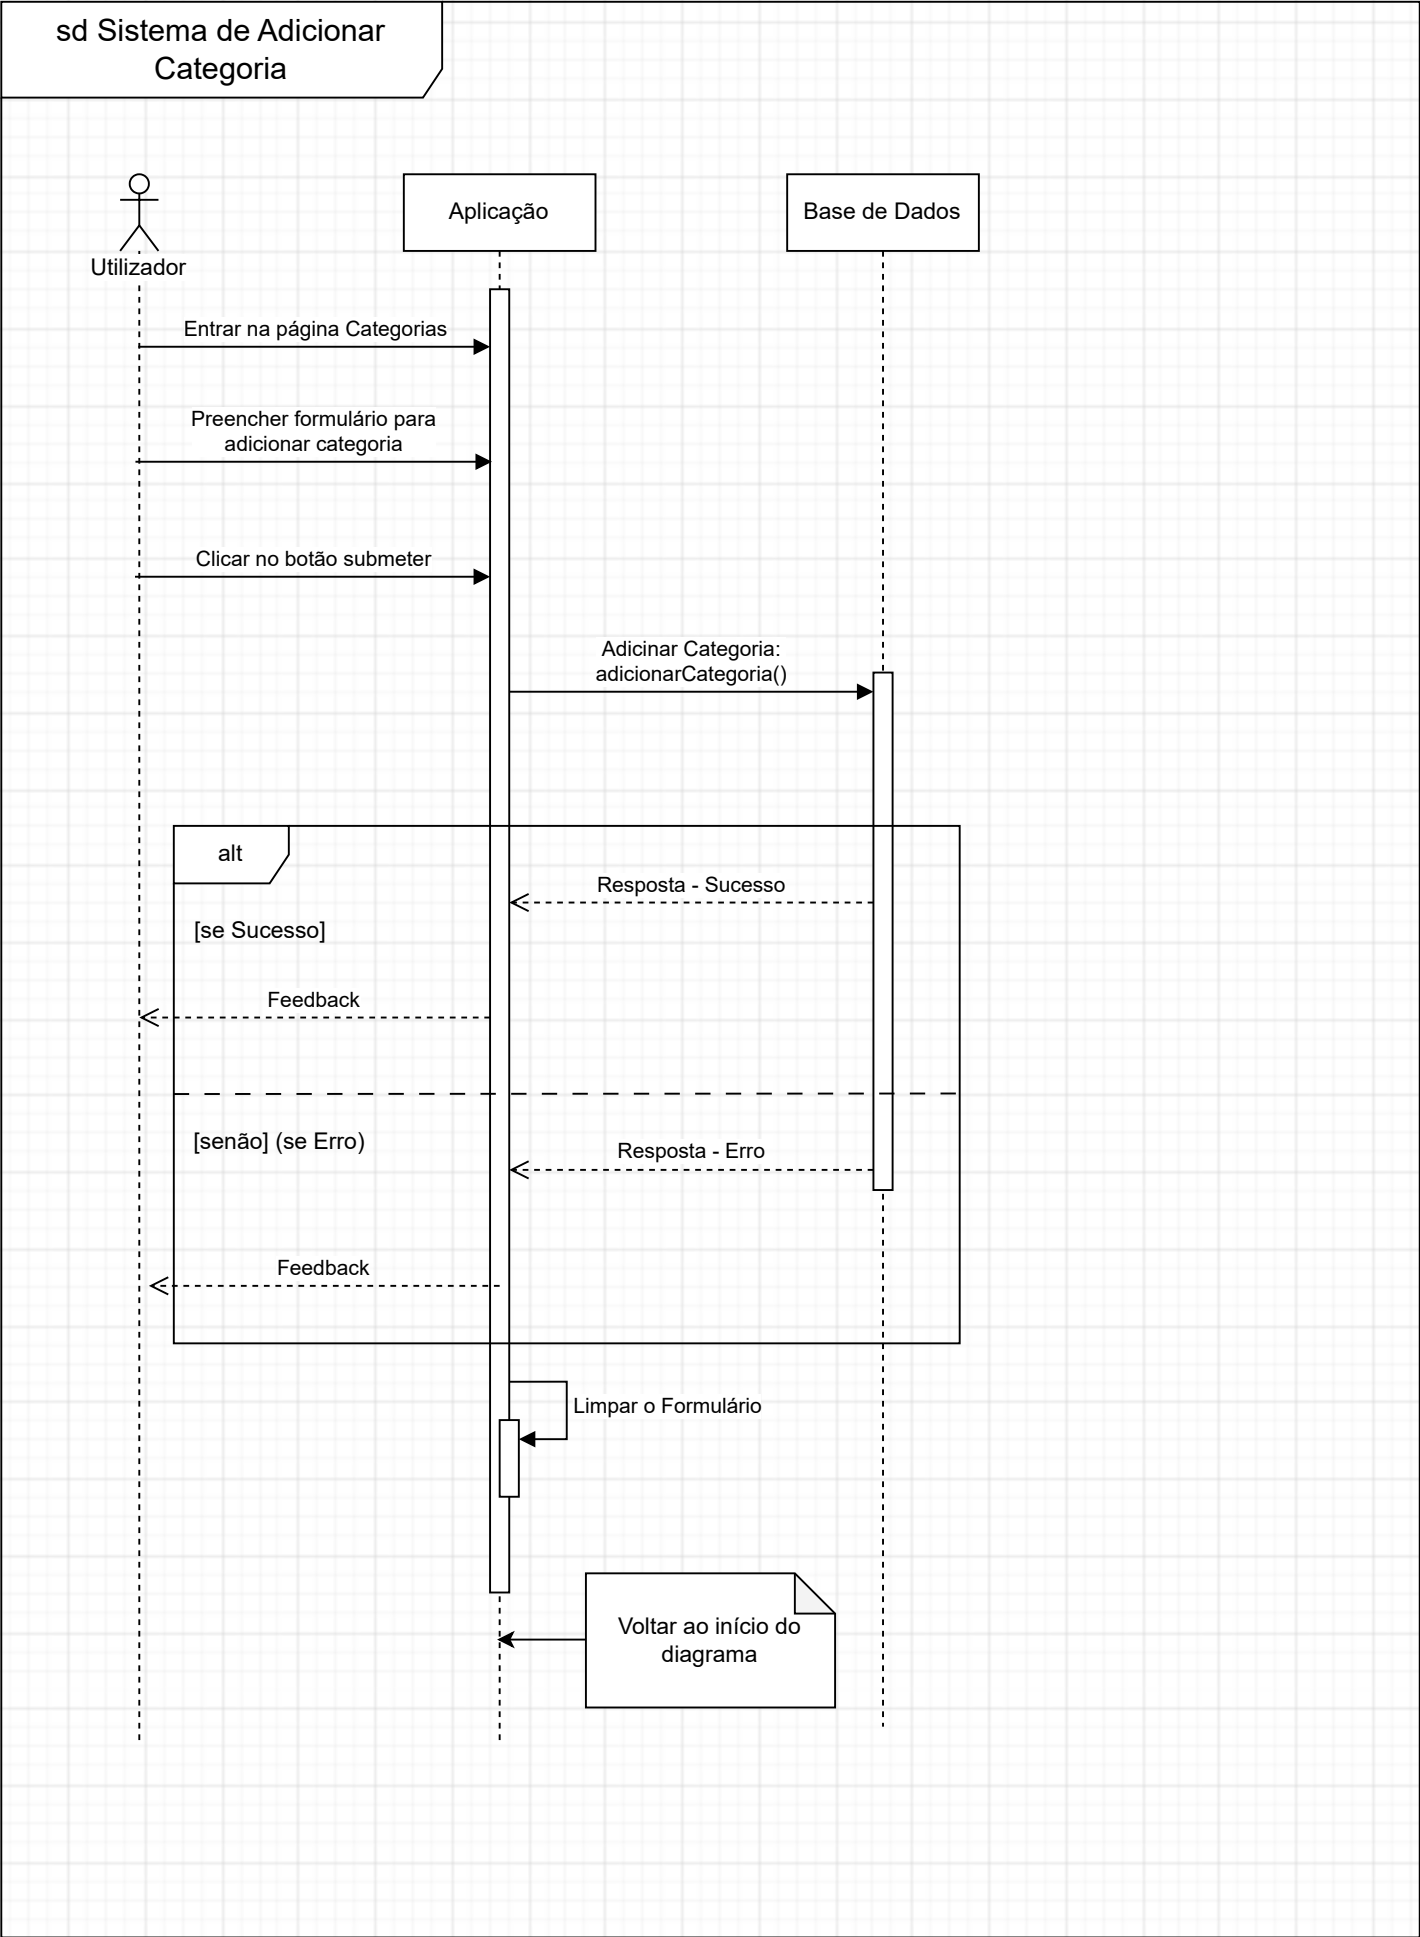 sd Sistema de Adicionar
Categoria
Utilizador
Aplicação
Base de Dados
Entrar na página Categorias
Preencher formulário para
adicionar categoria
Clicar no botão submeter
Adicinar Categoria:
adicionarCategoria()
alt
Resposta - Sucesso
[se Sucesso]
Feedback
[senão] (se Erro)
Resposta - Erro
Feedback
Limpar o Formulário
Voltar ao início do
diagrama